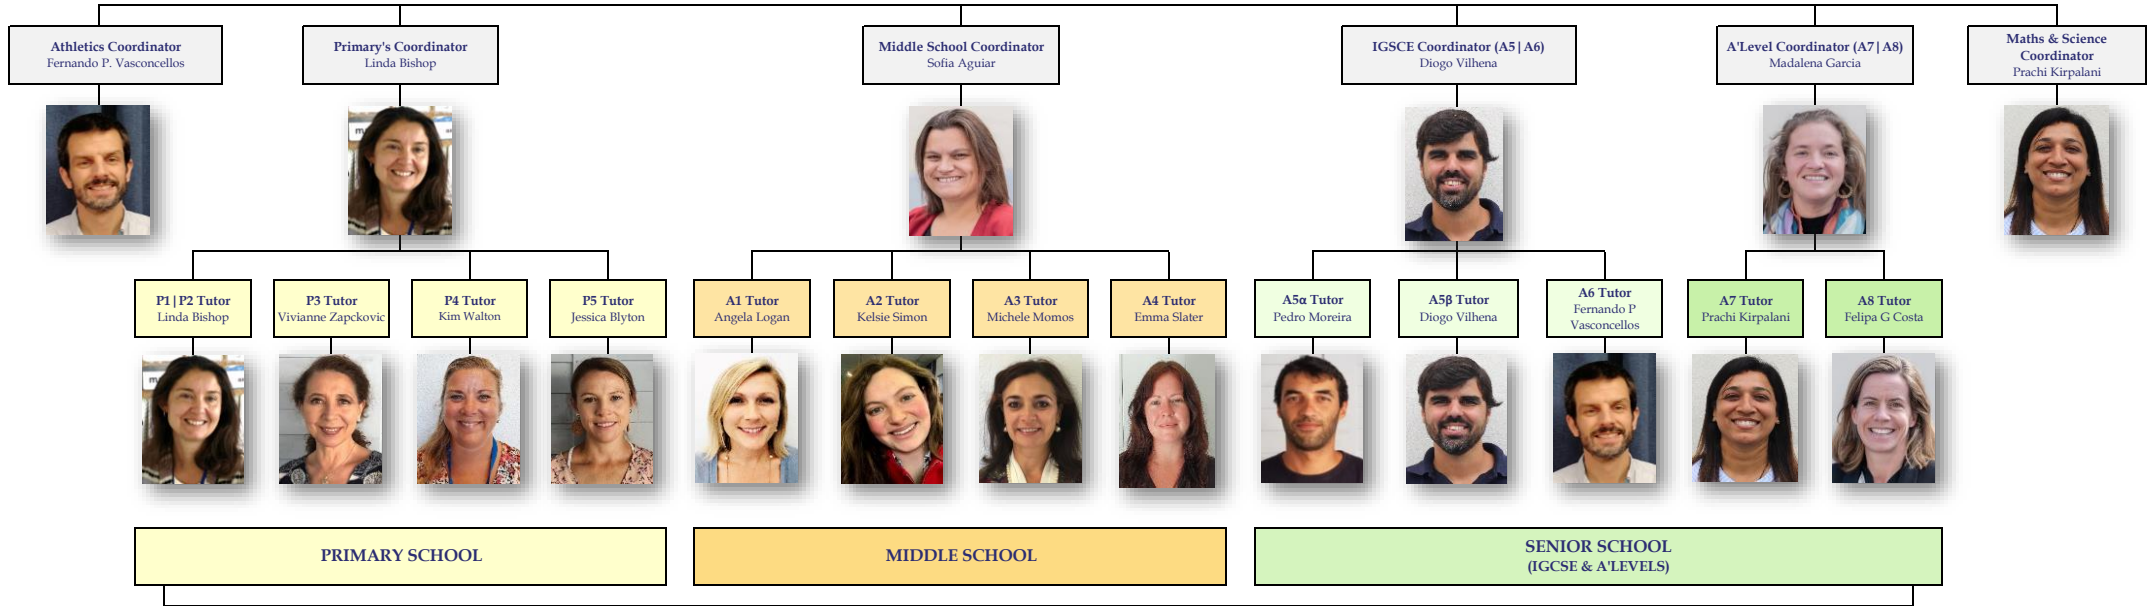 Athletics Coordinator
Fernando P. Vasconcellos
Primary's Coordinator
Linda Bishop
Middle School Coordinator
Sofia Aguiar
IGSCE Coordinator (A5|A6)
Diogo Vilhena
A'Level Coordinator (A7|A8)
Madalena Garcia
Maths & Science
Coordinator
Prachi Kirpalani
P1|P2 Tutor
Linda Bishop
P3 Tutor
Vivianne Zapckovic
P4 Tutor
Kim Walton
P5 Tutor
Jessica Blyton
A1 Tutor
Angela Logan
A2 Tutor
Kelsie Simon
A3 Tutor
Michele Momos
A4 Tutor
Emma Slater
A5α Tutor
Pedro Moreira
A5β Tutor
Diogo Vilhena
A6 Tutor
Fernando P
Vasconcellos
A7 Tutor
Prachi Kirpalani
A8 Tutor
Felipa G Costa
PRIMARY SCHOOL
MIDDLE SCHOOL
SENIOR SCHOOL
(IGCSE & A'LEVELS)